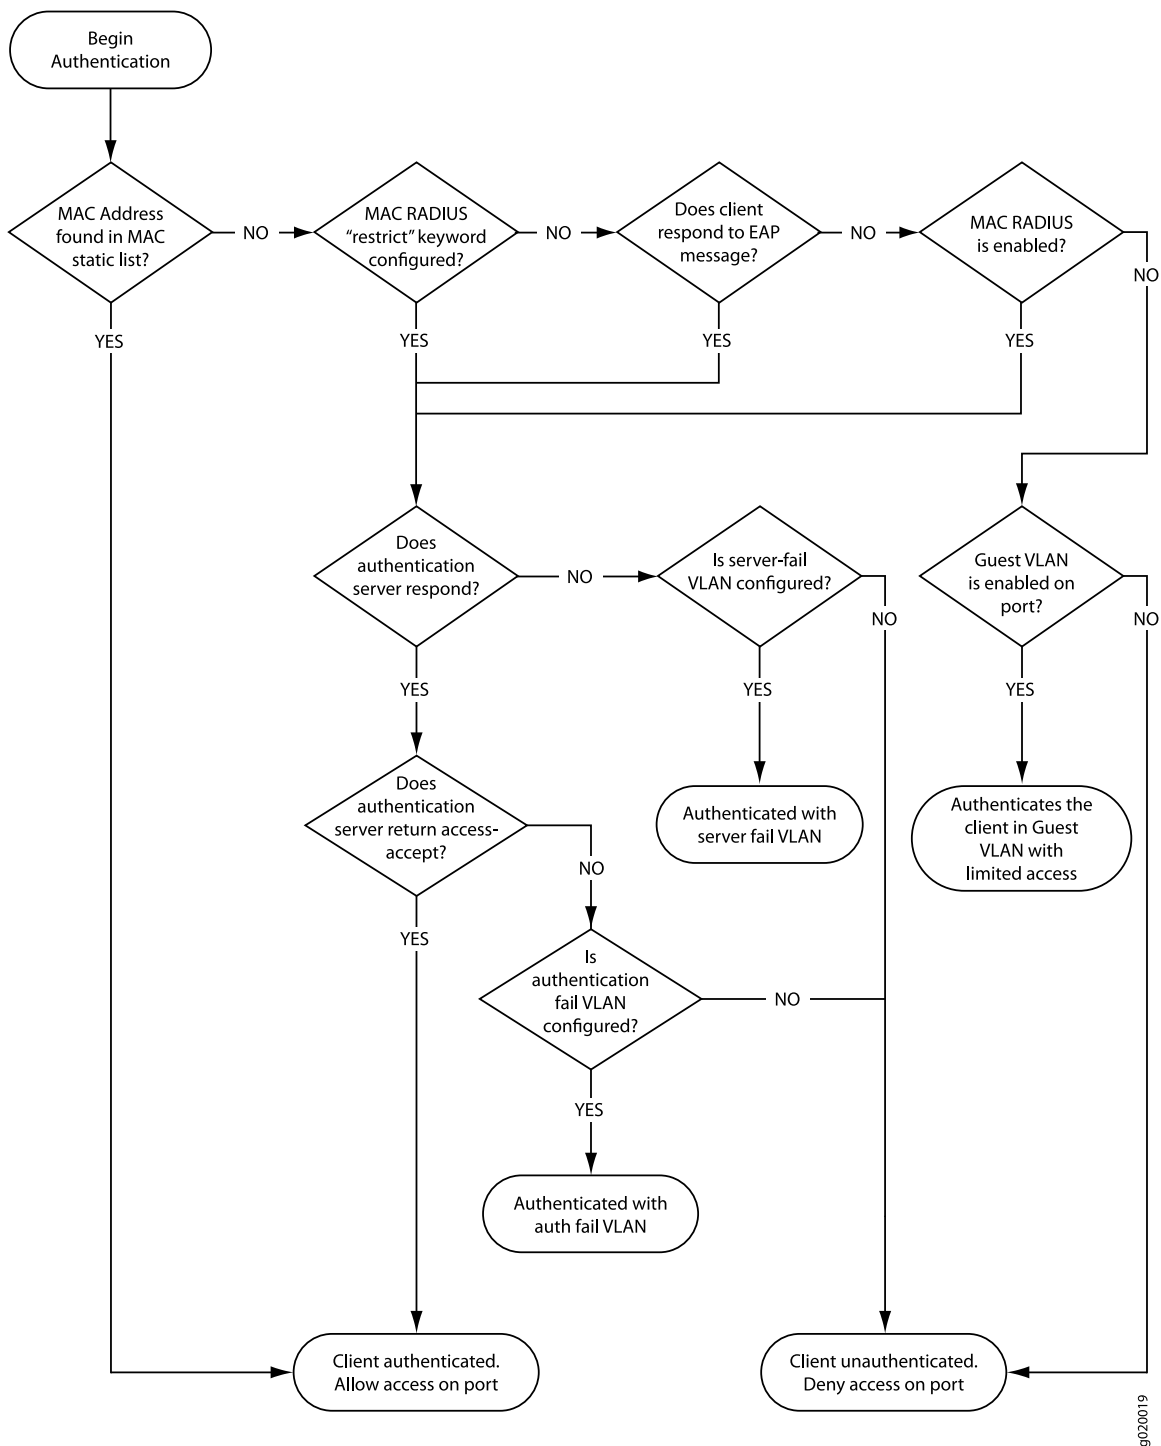 Begin
Authentication
MAC Address
found in MAC
static list?
NO
MAC RADIUS
“restrict” keyword
configured?
NO
Does client
respond to EAP
message?
NO
MAC RADIUS
is enabled?
NO
YES
YES
YES
YES
Does
authentication
server respond?
NO
Is server-fail
VLAN configured?
NO
Guest VLAN
is enabled on
port?
NO
YES
YES
YES
Does
authentication
server return access-
accept?
NO
Authenticated with
server fail VLAN
Authenticates the
client in Guest
VLAN with
limited access
YES
Is
authentication
fail VLAN
configured?
NO
YES
Authenticated with
auth fail VLAN
Client authenticated.
Allow access on port
Client unauthenticated.
Deny access on port
g020019